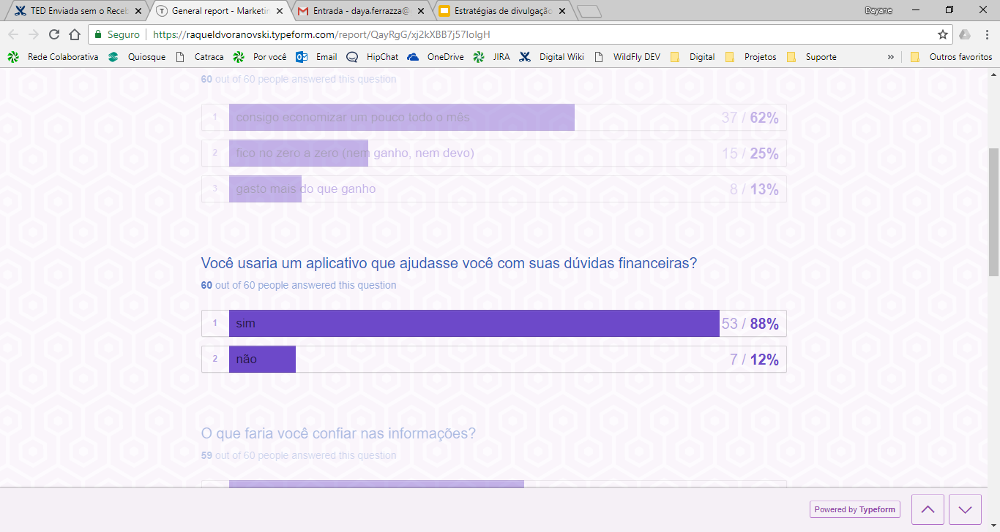 TED Enviada sem o Receb
General report - Marketin
Entrada - daya.ferrazza@
Estratégias de divulgação
Dayane
Seguro
https://raqueldvoranovski.typeform.com/report/QayRgG/xj2kXBB7j57IoIgH
Rede Colaborativa
Quiosque
Catraca
Por você
Email
HipChat
OneDrive
JIRA
Digital Wiki
WildFly DEV
Digital
Projetos
Suporte
»
Outros favoritos
60 out of 60 people answered this question
1 consigo economizar um pouco todo o mês 37 / 62%
2 fico no zero a zero (nem ganho, nem devo) 15 / 25%
3 gasto mais do que ganho 8 / 13%
Você usaria um aplicativo que ajudasse você com suas dúvidas financeiras?
60 out of 60 people answered this question
1 sim 53 / 88%
2 não 7 / 12%
O que faria você confiar nas informações?
59 out of 60 people answered this question
Powered by Typeform